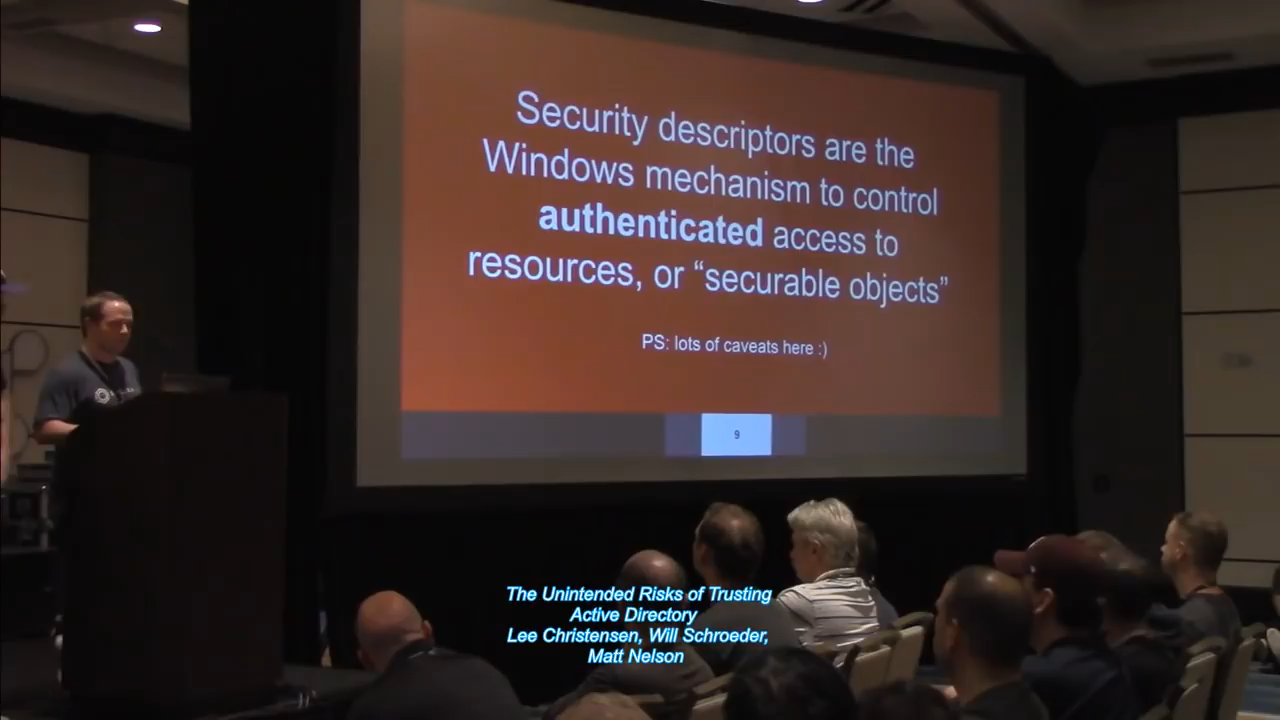 Security descriptors are the
Windows mechanism to control
authenticated access to
resources, or “securable objects”
PS: lots of caveats here :)
9
The Unintended Risks of Trusting
Active Directory
Lee Christensen, Will Schroeder,
Matt Nelson